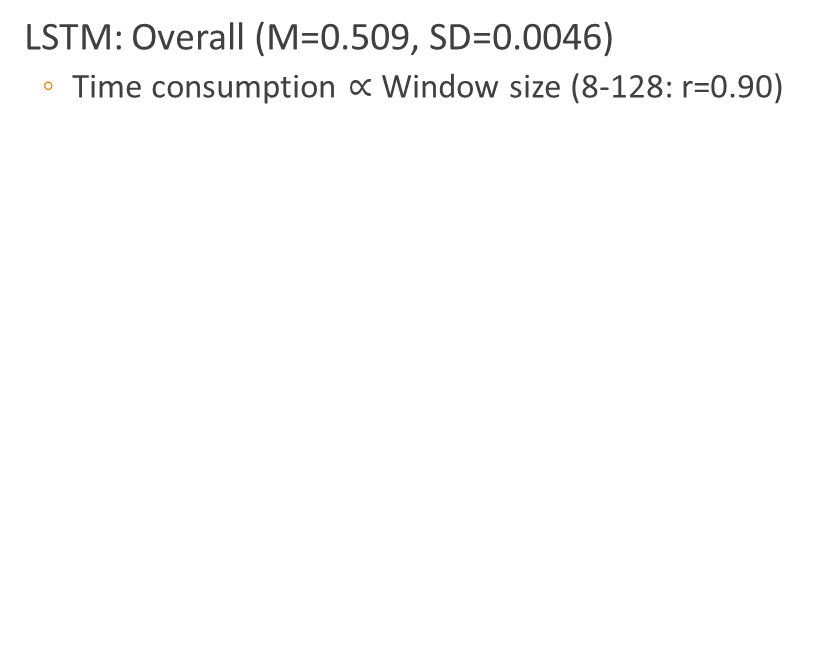 LSTM: Overall (M=0.509, SD=0.0046)
◦ Time consumption ∝ Window size (8-128: r=0.90)